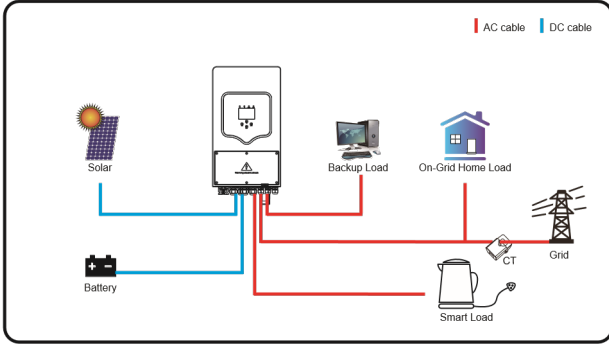 AC cable
DC cable
Solar
Backup Load
On-Grid Home Load
CT
Grid
Battery
Smart Load